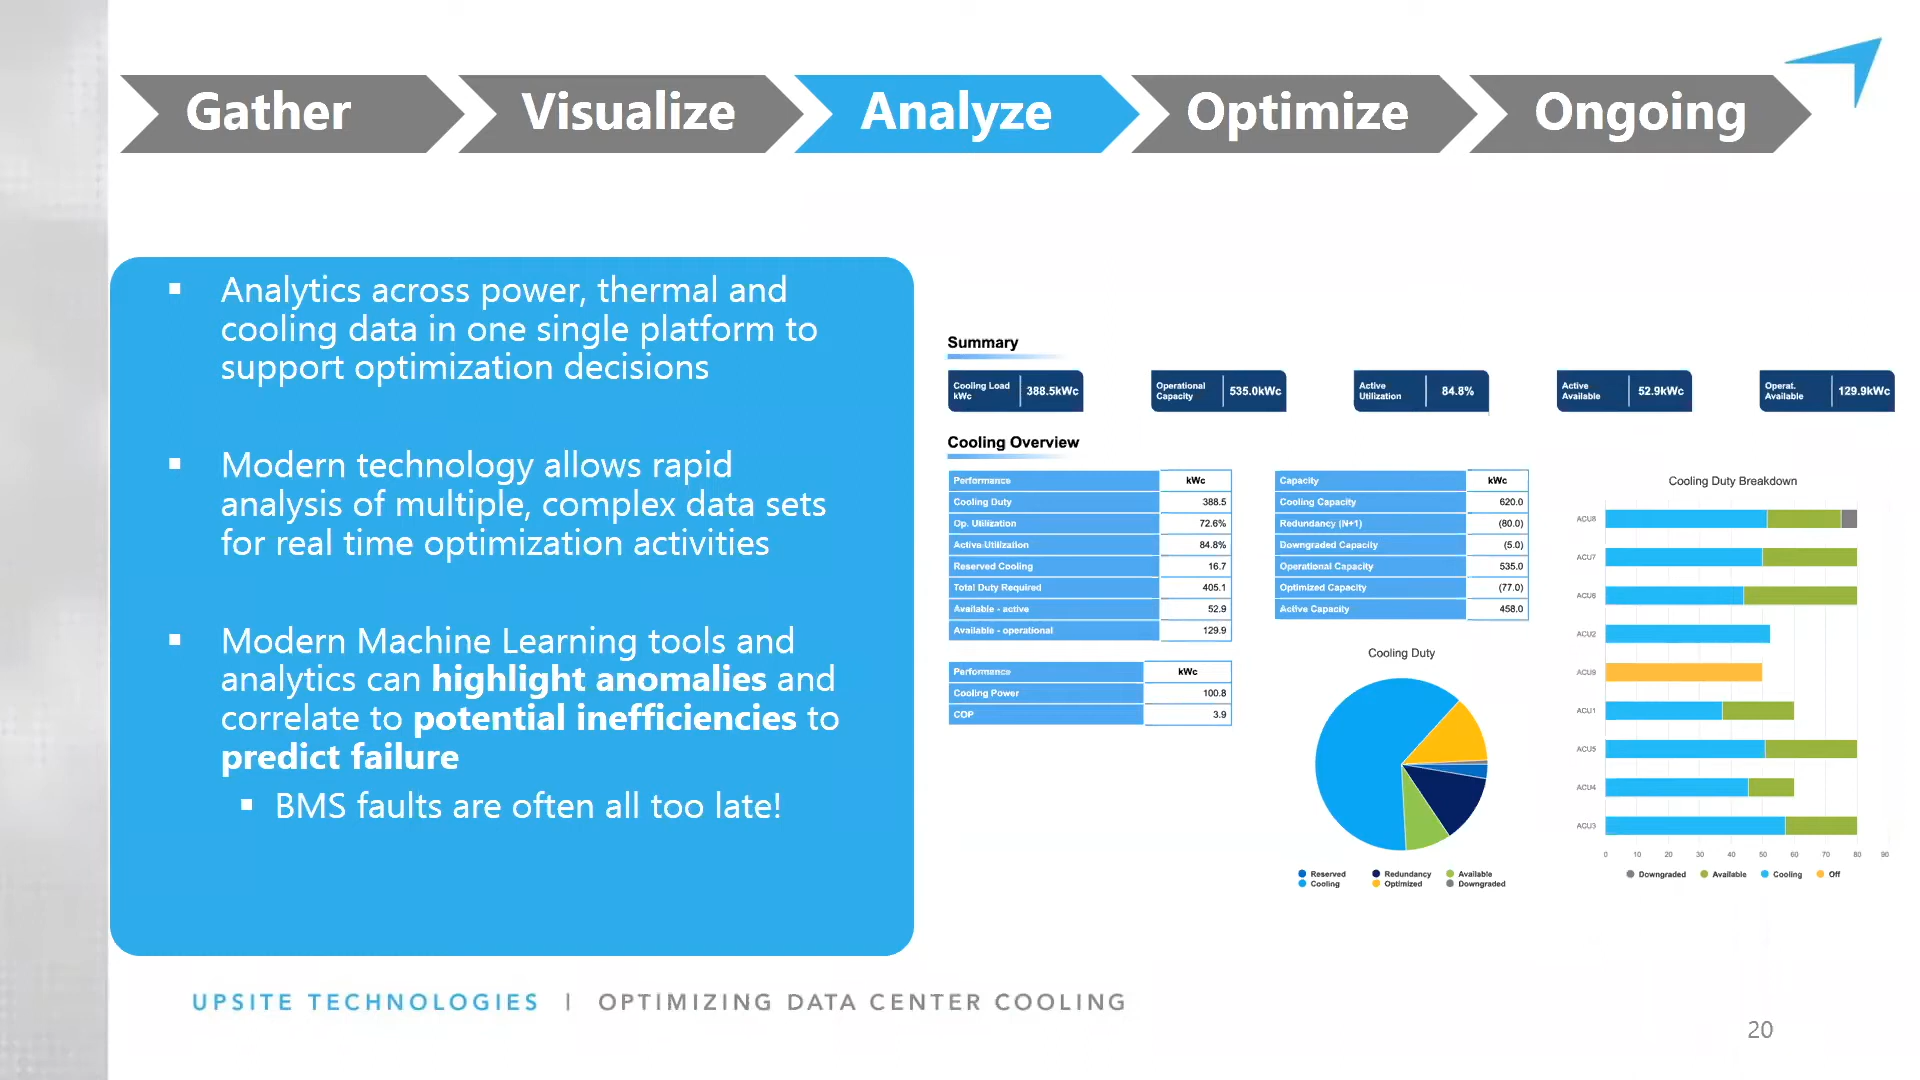 Gather
Visualize
Analyze
Optimize
Ongoing
▪ Analytics across power, thermal and
cooling data in one single platform to
support optimization decisions
▪ Modern technology allows rapid
analysis of multiple, complex data sets
for real time optimization activities
▪ Modern Machine Learning tools and
analytics can highlight anomalies and
correlate to potential inefficiencies to
predict failure
▪ BMS faults are often all too late!
Summary
Cooling Load
kWc
388.5kWc
Operational
Capacity
535.0kWc
Active
Utilization
84.8%
Active
Available
52.9kWc
Operat.
Available
129.9kWc
Cooling Overview
Performance kWc
Cooling Duty 388.5
Op. Utilization 72.6%
Active Utilization 84.8%
Reserved Cooling 16.7
Total Duty Required 405.1
Available - active 52.9
Available - operational 129.9
Performance kWc
Cooling Power 100.8
COP 3.9
Capacity kWc
Cooling Capacity 620.0
Redundancy (N+1) (80.0)
Downgraded Capacity (5.0)
Operational Capacity 535.0
Optimized Capacity (77.0)
Active Capacity 458.0
Cooling Duty
Reserved Redundancy Available
Cooling Optimized Downgraded
Cooling Duty Breakdown
ACU8
ACU7
ACU6
ACU2
ACU9
ACU1
ACU5
ACU4
ACU3
0 10 20 30 40 50 60 70 80 90
Downgraded Available Cooling Off
UPSITE TECHNOLOGIES | OPTIMIZING DATA CENTER COOLING
20